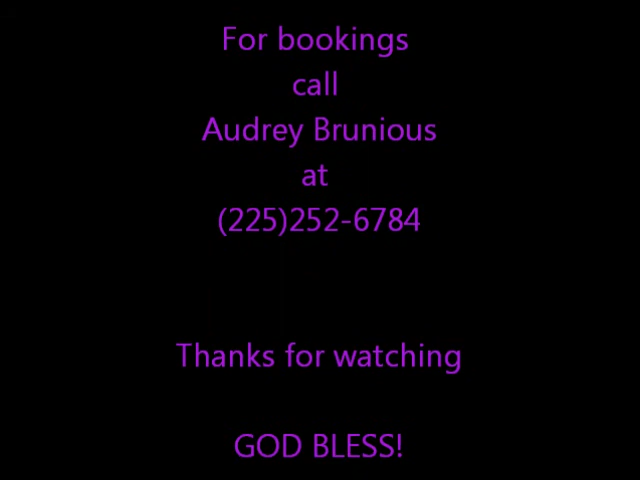 For bookings
call
Audrey Brunious
at
(225)252-6784
Thanks for watching
GOD BLESS!